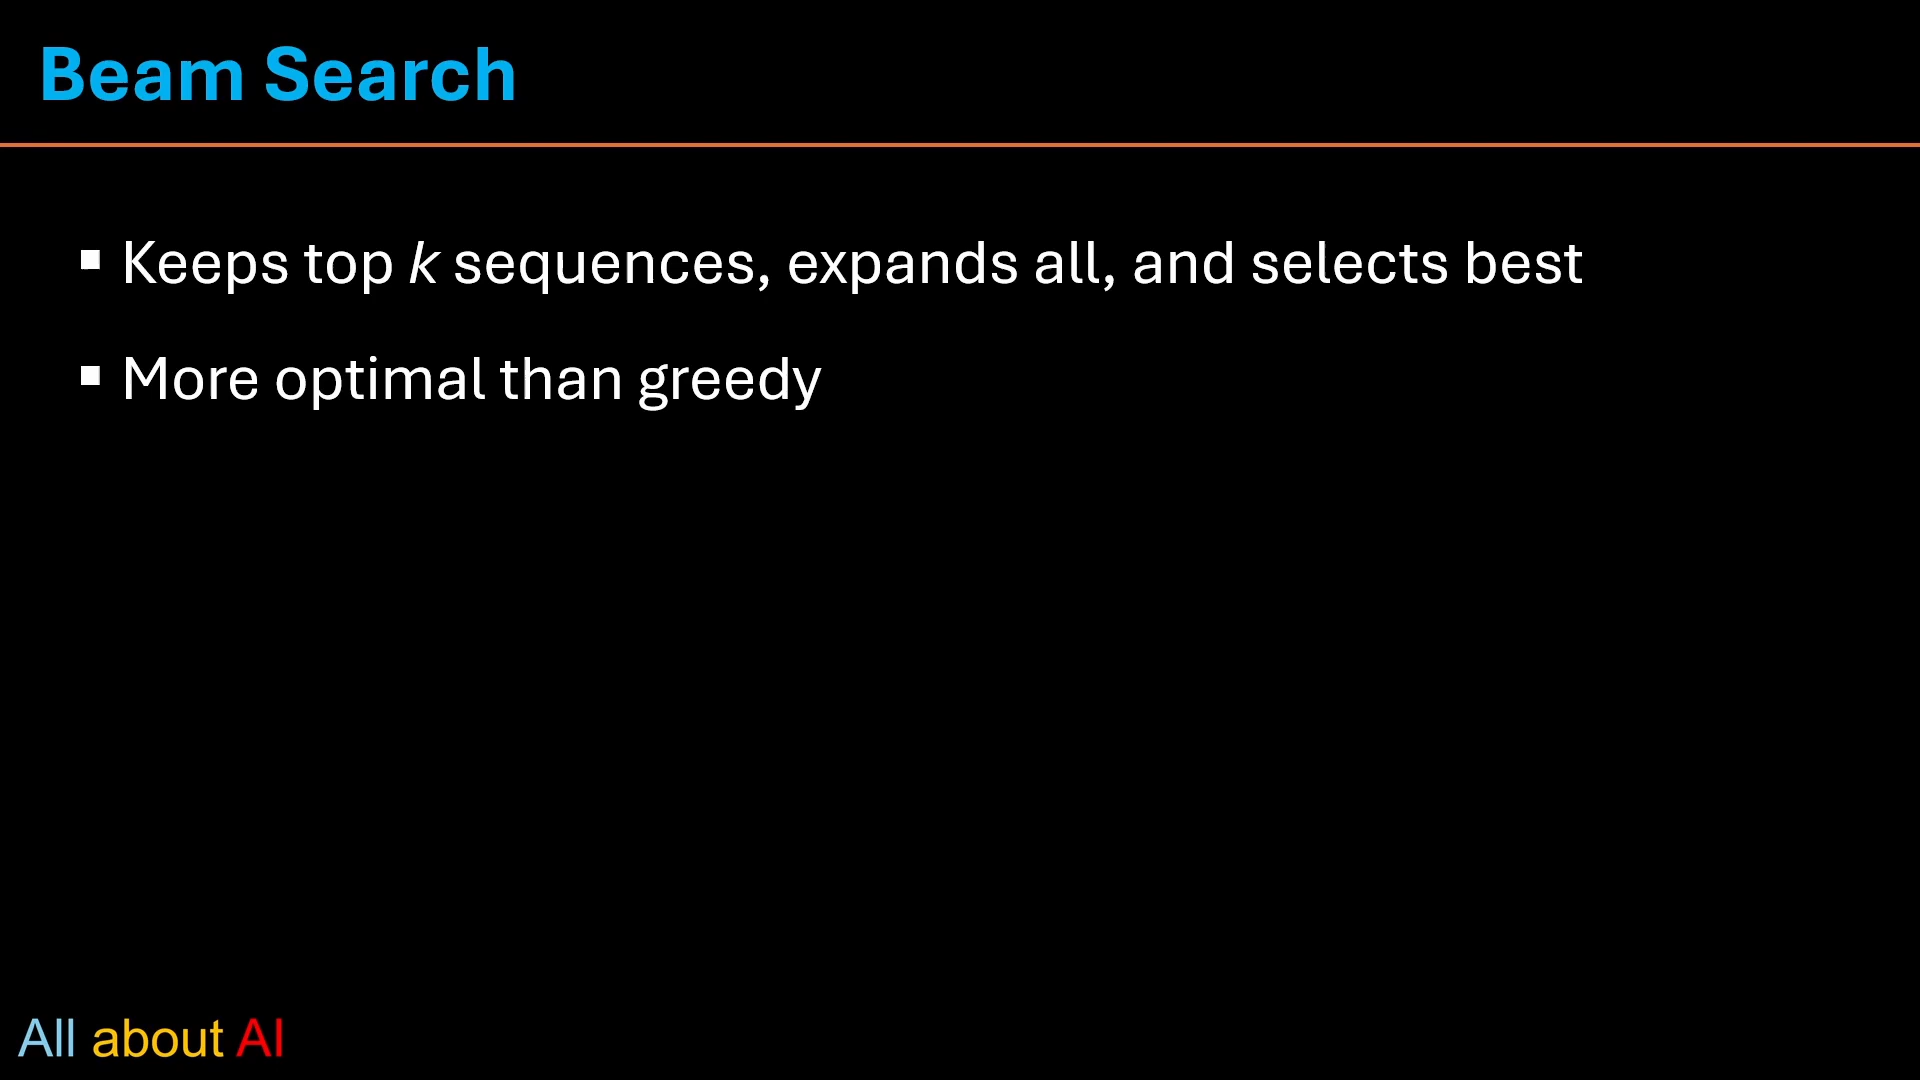 Beam Search
▪ Keeps top k sequences, expands all, and selects best
▪ More optimal than greedy
All about AI